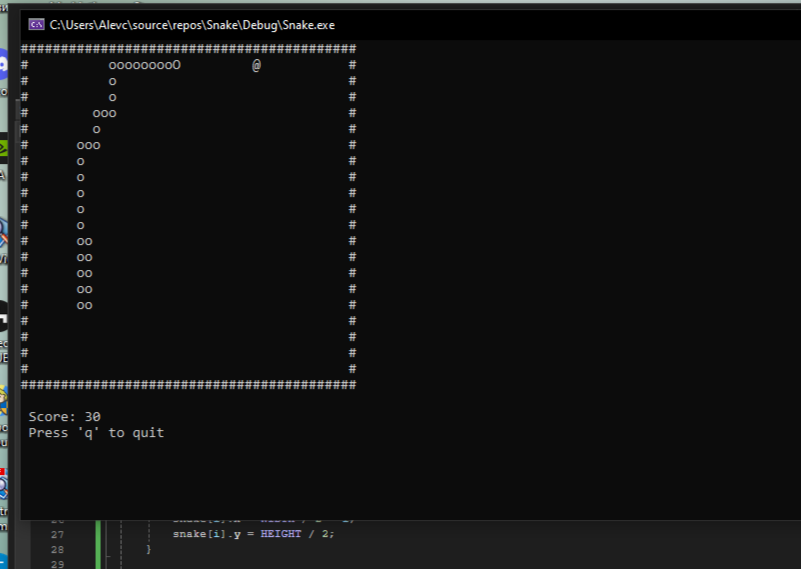 C:\Users\Alevc\source\repos\Snake\Debug\Snake.exe
##########################################
#          ooooooooO         @           #
#          o                             #
#          o                             #
#        ooo                             #
#        o                               #
#      ooo                               #
#      o                                 #
#      o                                 #
#      o                                 #
#      o                                 #
#      o                                 #
#      oo                                #
#      oo                                #
#      oo                                #
#      oo                                #
#      oo                                #
#                                        #
#                                        #
#                                        #
#                                        #
##########################################
Score: 30
Press 'q' to quit
27 snake[i].y = HEIGHT / 2;
28 }
29